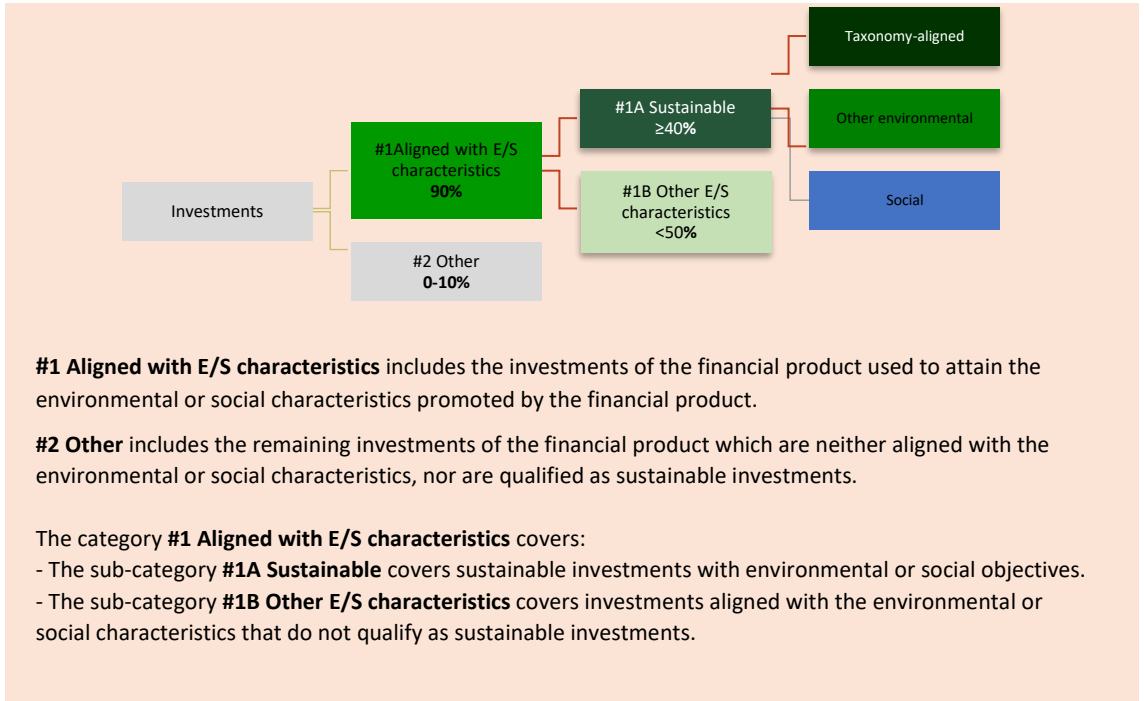 Taxonomy-aligned
#1A Sustainable
≥40%
Other environmental
#1Aligned with E/S
characteristics
90%
#1B Other E/S
characteristics
<50%
Social
Investments
#2 Other
0-10%
#1 Aligned with E/S characteristics includes the investments of the financial product used to attain the
environmental or social characteristics promoted by the financial product.
#2 Other includes the remaining investments of the financial product which are neither aligned with the
environmental or social characteristics, nor are qualified as sustainable investments.
The category #1 Aligned with E/S characteristics covers:
- The sub-category #1A Sustainable covers sustainable investments with environmental or social objectives.
- The sub-category #1B Other E/S characteristics covers investments aligned with the environmental or
social characteristics that do not qualify as sustainable investments.